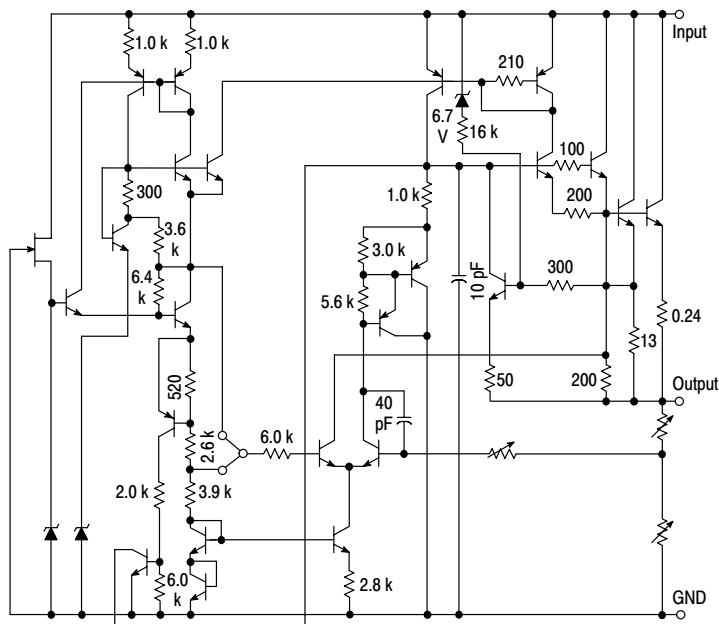 Input
1.0 k
1.0 k
210
6.7
V
16 k
100
300
1.0 k
200
3.6
k
3.0 k
10 pF
300
6.4
k
5.6 k
0.24
13
520
50
200
Output
40
pF
2.6 k
6.0 k
2.0 k
3.9 k
6.0
k
2.8 k
GND